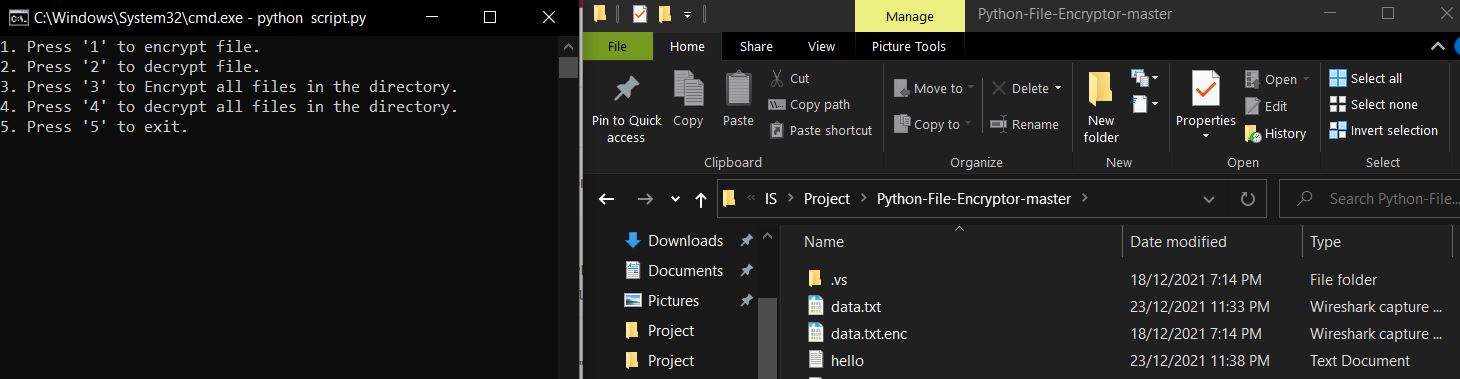 C:\Windows\System32\cmd.exe - python script.py
1. Press '1' to encrypt file.
2. Press '2' to decrypt file.
3. Press '3' to Encrypt all files in the directory.
4. Press '4' to decrypt all files in the directory.
5. Press '5' to exit.
Manage Python-File-Encryptor-master
File Home Share View Picture Tools
Pin to Quick access
Copy
Paste
Cut
Copy path
Paste shortcut
Clipboard
Move to
Copy to
Delete
Rename
Organize
New folder
New
Properties
Open
Edit
History
Open
Select all
Select none
Invert selection
Select
« IS > Project > Python-File-Encryptor-master >
Search Python-File...
Downloads
Documents
Pictures
Project
Project
Name Date modified Type
.vs 18/12/2021 7:14 PM File folder
data.txt 23/12/2021 11:33 PM Wireshark capture ...
data.txt.enc 18/12/2021 7:14 PM Wireshark capture ...
hello 23/12/2021 11:38 PM Text Document